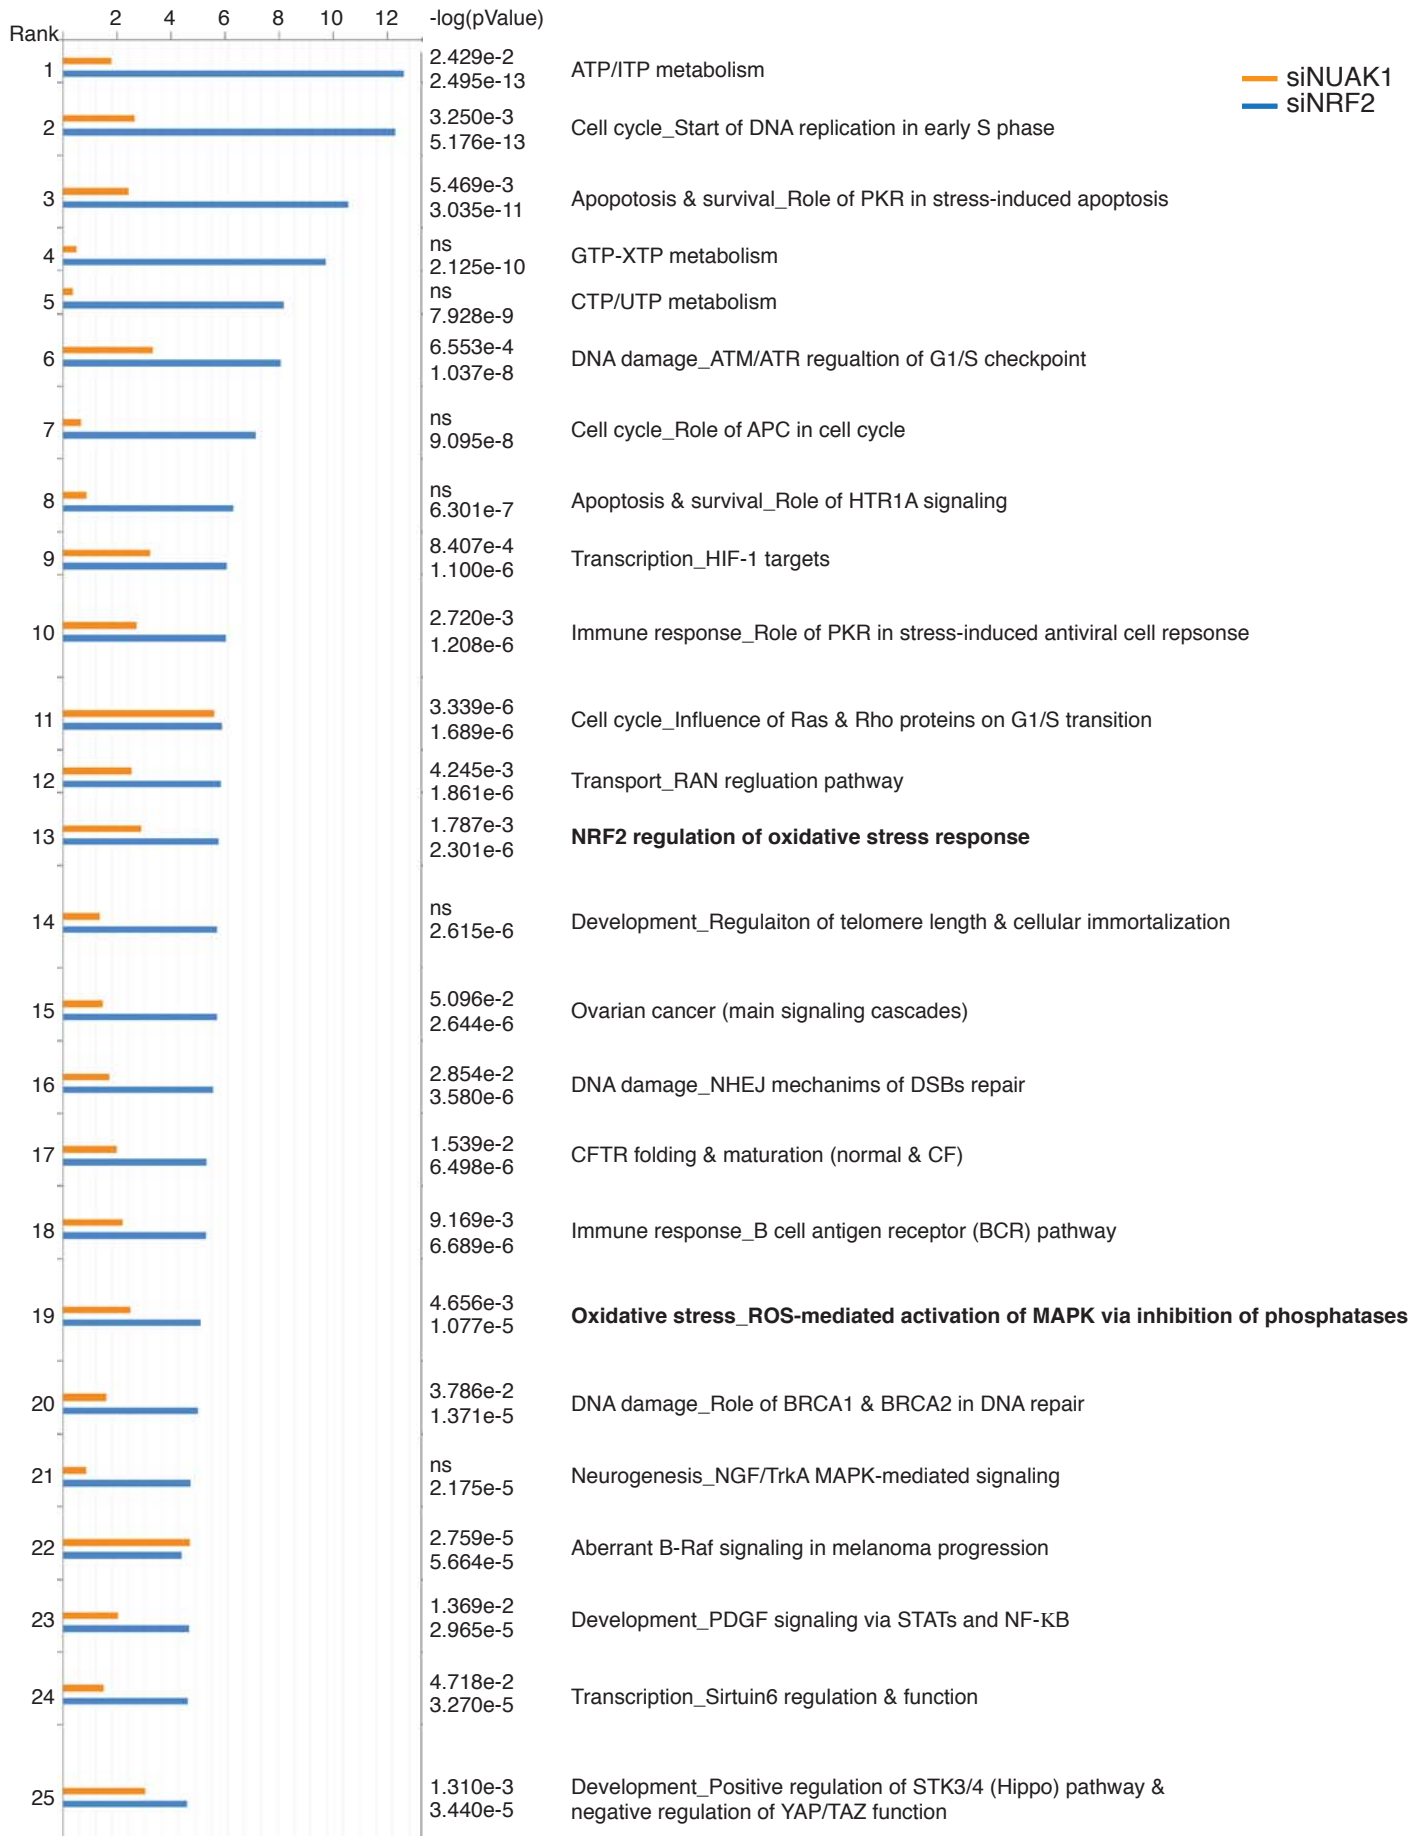 2 4 6 8 10 12 -log(pValue)
Rank
siNUAK1
siNRF2
1 2.429e-2 ATP/ITP metabolism
2.495e-13
2 3.250e-3 Cell cycle_Start of DNA replication in early S phase
5.176e-13
3 5.469e-3 Apopotosis & survival_Role of PKR in stress-induced apoptosis
3.035e-11
4 ns GTP-XTP metabolism
2.125e-10
5 ns CTP/UTP metabolism
7.928e-9
6 6.553e-4 DNA damage_ATM/ATR regualtion of G1/S checkpoint
1.037e-8
7 ns Cell cycle_Role of APC in cell cycle
9.095e-8
8 ns Apoptosis & survival_Role of HTR1A signaling
6.301e-7
9 8.407e-4 Transcription_HIF-1 targets
1.100e-6
10 2.720e-3 Immune response_Role of PKR in stress-induced antiviral cell repsonse
1.208e-6
11 3.339e-6 Cell cycle_Influence of Ras & Rho proteins on G1/S transition
1.689e-6
12 4.245e-3 Transport_RAN regluation pathway
1.861e-6
13 1.787e-3 NRF2 regulation of oxidative stress response
2.301e-6
14 ns Development_Regulaiton of telomere length & cellular immortalization
2.615e-6
15 5.096e-2 Ovarian cancer (main signaling cascades)
2.644e-6
16 2.854e-2 DNA damage_NHEJ mechanims of DSBs repair
3.580e-6
17 1.539e-2 CFTR folding & maturation (normal & CF)
6.498e-6
18 9.169e-3 Immune response_B cell antigen receptor (BCR) pathway
6.689e-6
19 4.656e-3 Oxidative stress_ROS-mediated activation of MAPK via inhibition of phosphatases
1.077e-5
20 3.786e-2 DNA damage_Role of BRCA1 & BRCA2 in DNA repair
1.371e-5
21 ns Neurogenesis_NGF/TrkA MAPK-mediated signaling
2.175e-5
22 2.759e-5 Aberrant B-Raf signaling in melanoma progression
5.664e-5
23 1.369e-2 Development_PDGF signaling via STATs and NF-KB
2.965e-5
24 4.718e-2 Transcription_Sirtuin6 regulation & function
3.270e-5
25 1.310e-3 Development_Positive regulation of STK3/4 (Hippo) pathway &
3.440e-5 negative regulation of YAP/TAZ function